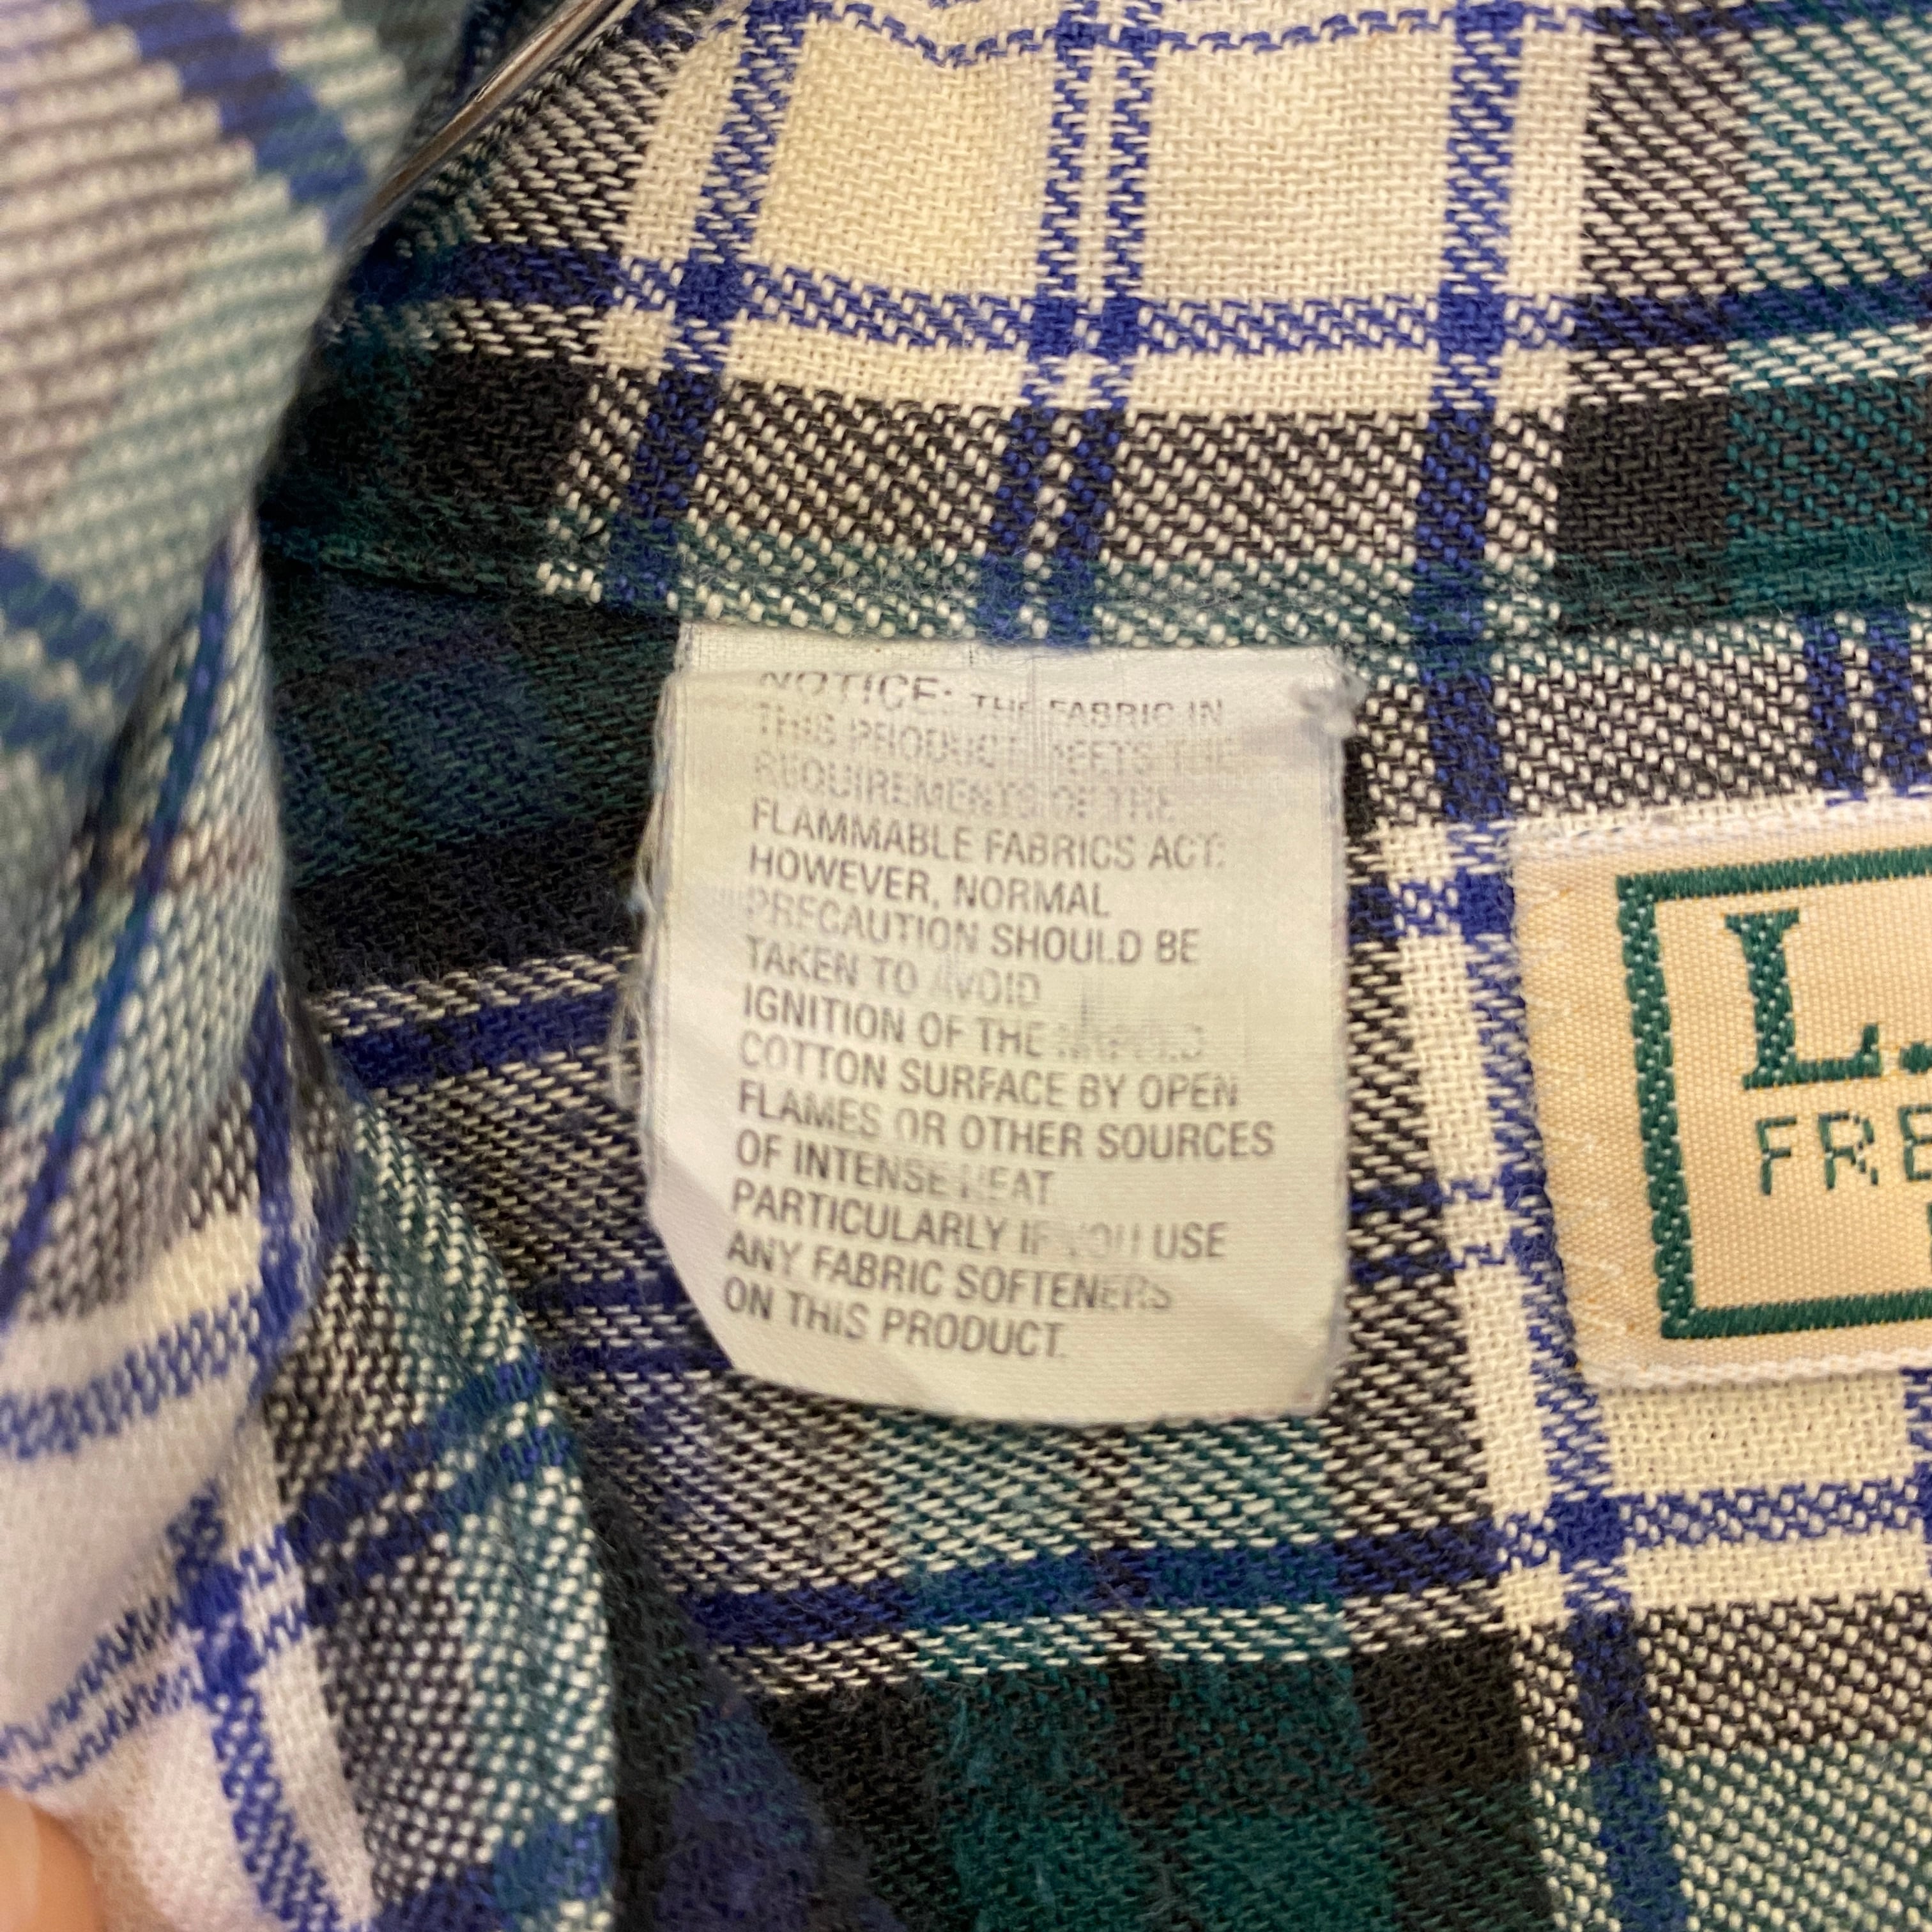 NOTICE: THE FABRIC IN
THIS PRODUCT MEETS THE
REQUIREMENTS OF THE
FLAMMABLE FABRICS ACT.
HOWEVER, NORMAL
PRECAUTION SHOULD BE
TAKEN TO AVOID
IGNITION OF THE
COTTON SURFACE BY OPEN
FLAMES OR OTHER SOURCES
OF INTENSE HEAT
PARTICULARLY IF YOU USE
ANY FABRIC SOFTENERS
ON THIS PRODUCT.
L.
FRE